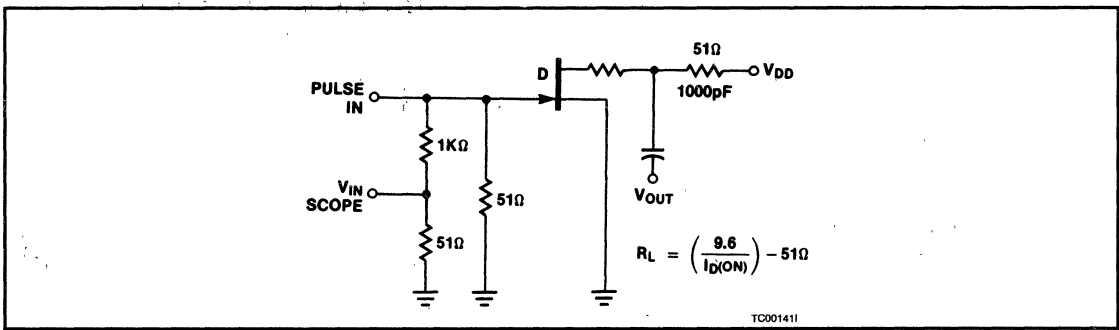 51Ω
D
VDD
PULSE
IN
1000pF
1KΩ
VIN
SCOPE
51Ω
VOUT
51Ω
RL = (9.6 / ID(ON)) − 51Ω
TC00141I